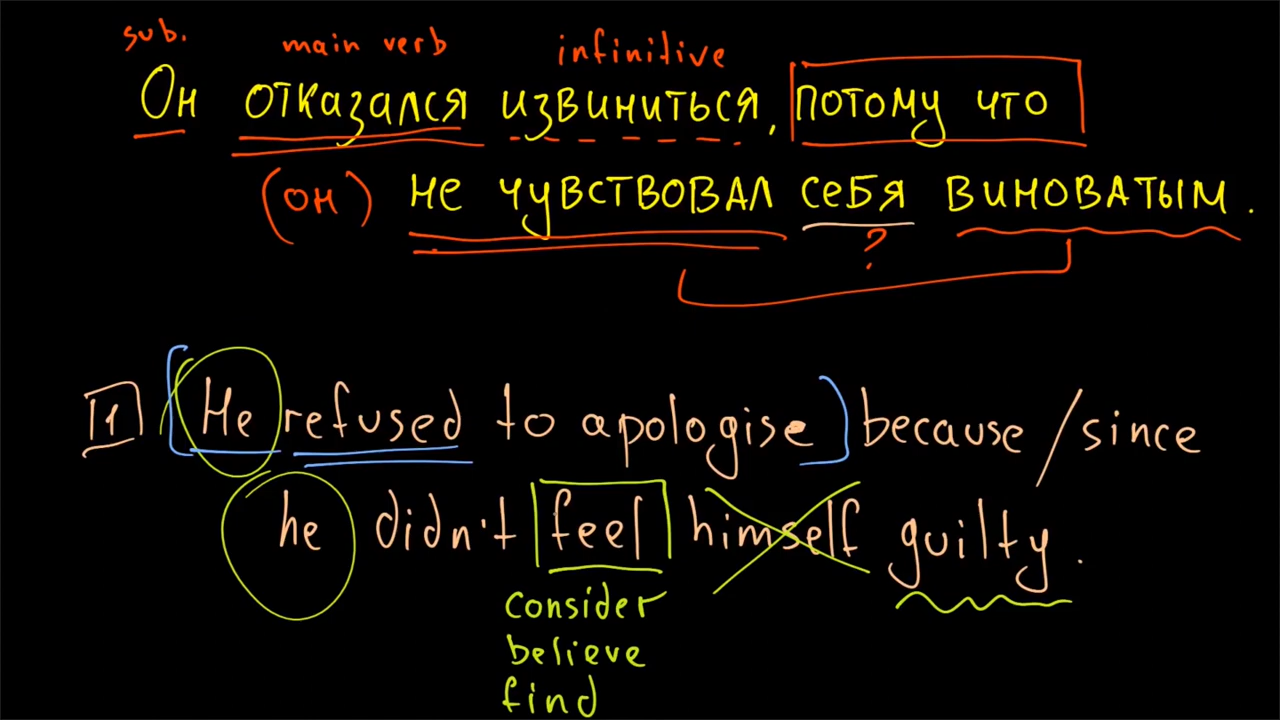 sub. main verb infinitive
Он отказался извиниться, потому что
(он) не чувствовал себя виноватым.
?
1 He refused to apologise because / since
he didn't feel himself guilty.
consider
believe
find